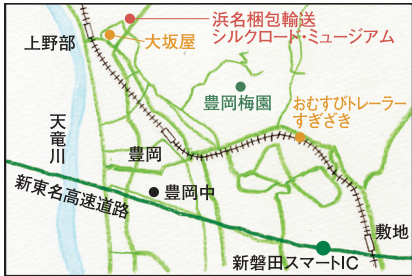 浜名梱包輸送
シルクロード・ミュージアム
上野部
大坂屋
豊岡梅園
おむすびトレーラー
すぎざき
天竜川
豊岡
豊岡中
新東名高速道路
敷地
新磐田スマートIC